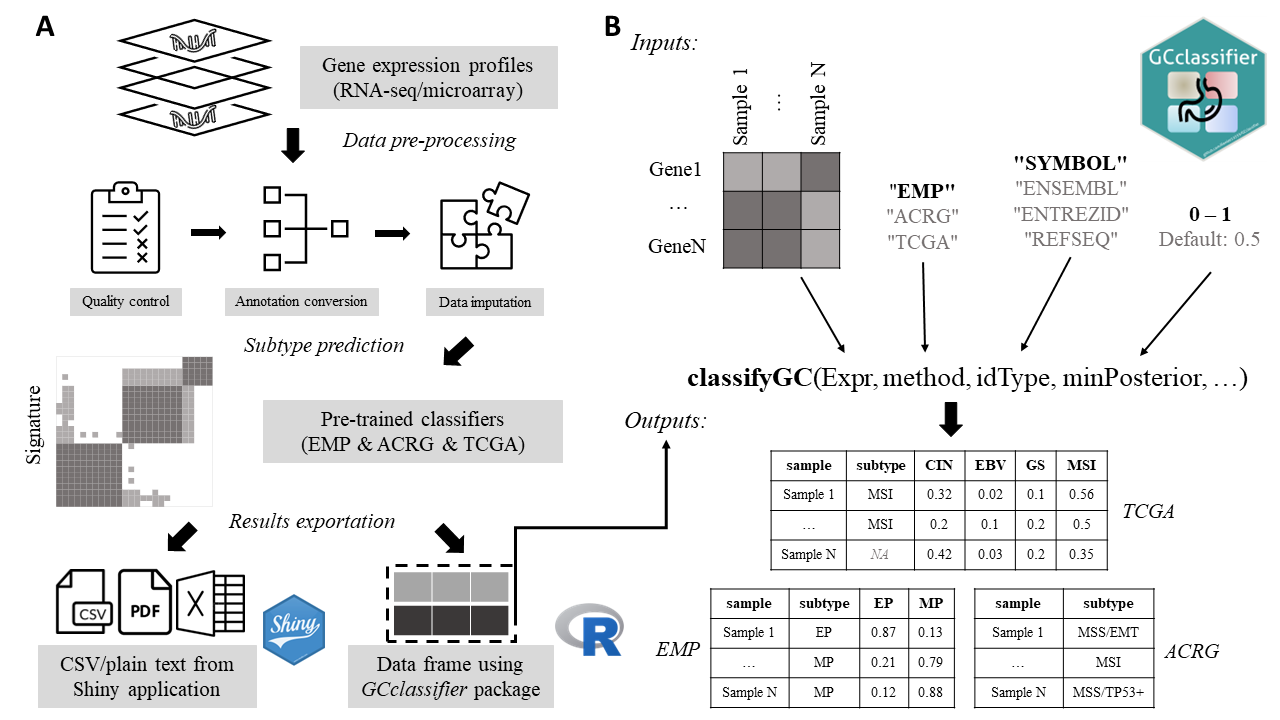 A
Gene expression profiles
(RNA-seq/microarray)
Data pre-processing
Quality control
Annotation conversion
Data imputation
Subtype prediction
Signature
Pre-trained classifiers
(EMP & ACRG & TCGA)
Results exportation
CSV
PDF
X
Shiny
R
CSV/plain text from
Shiny application
Data frame using
GCclassifier package
B
Inputs:
Sample 1
…
Sample N
Gene1
…
GeneN
"EMP"
"ACRG"
"TCGA"
"SYMBOL"
"ENSEMBL"
"ENTREZID"
"REFSEQ"
0 – 1
Default: 0.5
GCclassifier
classifyGC(Expr, method, idType, minPosterior, …)
Outputs:
sample subtype CIN EBV GS MSI
Sample 1 MSI 0.32 0.02 0.1 0.56
… MSI 0.2 0.1 0.2 0.5
Sample N NA 0.42 0.03 0.2 0.35
TCGA
EMP
sample subtype EP MP
Sample 1 EP 0.87 0.13
… MP 0.21 0.79
Sample N MP 0.12 0.88
sample subtype
Sample 1 MSS/EMT
… MSI
Sample N MSS/TP53+
ACRG